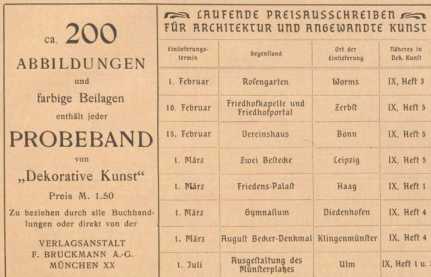 ca. 200
ABBILDUNGEN
und
farbige Beilagen
enthält jeder
PROBEBAND
von
„Dekorative Kunst“
Preis M. 1.50
Zu beziehen durch alle Buchhand-
lungen oder direkt von der
VERLAGSANSTALT
F. BRUCKMANN A.-G.
MÜNCHEN XX
LAUFENDE PREISAUSSCHREIBEN
FÜR ARCHITEKTUR UND ANGEWANDTE KUNST
Einlieferungs-termin Gegenstand Ort der Einlieferung Näheres in Dek. Kunst
1. Februar Rosengarten Worms IX, Heft 3
10. Februar Friedhofkapelle und Friedhofportal Zerbst IX, Heft 5
15. Februar Vereinshaus Bonn IX, Heft 5
1. März Zwei Bestecke Leipzig IX, Heft 5
1. März Friedens-Palast Haag IX, Heft 1
1. März Gymnasium Diedenhofen IX, Heft 4
1. März August Becker-Denkmal Klingenmünster IX, Heft 4
1. Juli Ausgestaltung des Münsterplatzes Ulm IX, Heft 1 u.